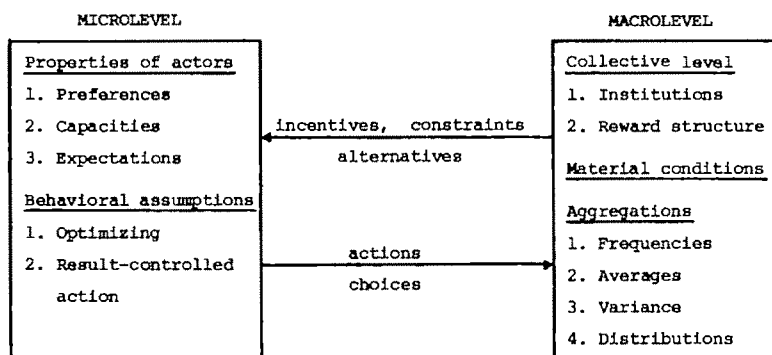 MICROLEVEL
Properties of actors
1. Preferences
2. Capacities
3. Expectations
Behavioral assumptions
1. Optimizing
2. Result-controlled
action
incentives, constraints
alternatives
actions
choices
MACROLEVEL
Collective level
1. Institutions
2. Reward structure
Material conditions
Aggregations
1. Frequencies
2. Averages
3. Variance
4. Distributions